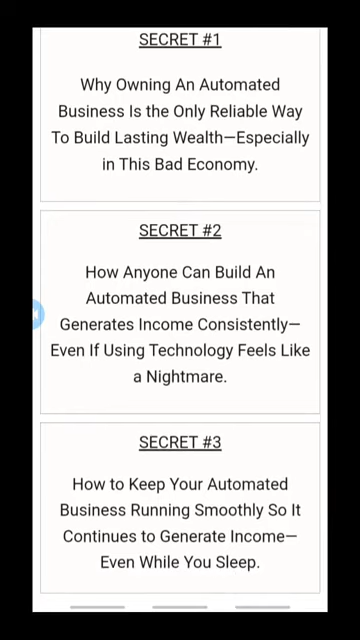 SECRET #1
Why Owning An Automated
Business Is the Only Reliable Way
To Build Lasting Wealth—Especially
in This Bad Economy.
SECRET #2
How Anyone Can Build An
Automated Business That
Generates Income Consistently—
Even If Using Technology Feels Like
a Nightmare.
SECRET #3
How to Keep Your Automated
Business Running Smoothly So It
Continues to Generate Income—
Even While You Sleep.